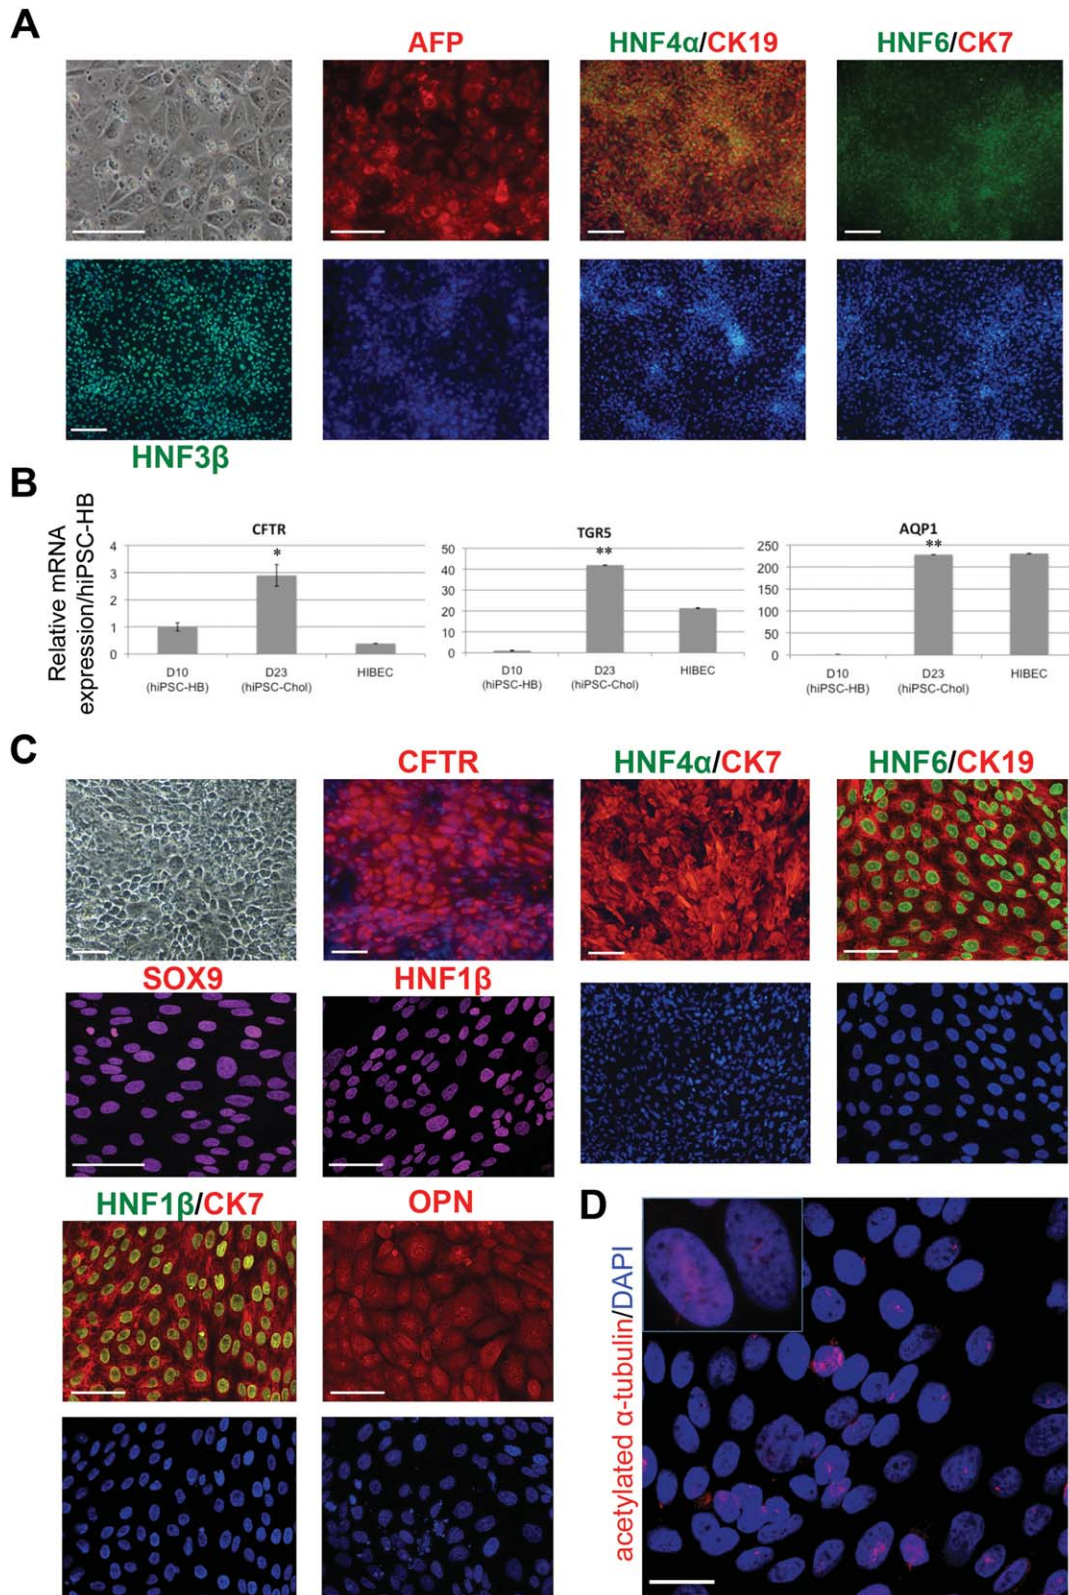 A
AFP
HNF4α/CK19
HNF6/CK7
HNF3β
B
Relative mRNA
expression/hiPSC-HB
CFTR
4
3
2
1
0
*
D10
(hiPSC-HB)
D23
(hiPSC-Chol)
HIBEC
TGR5
50
40
30
20
10
0
**
D10
(hiPSC-HB)
D23
(hiPSC-Chol)
HIBEC
AQP1
250
200
150
100
50
0
**
D10
(hiPSC-HB)
D23
(hiPSC-Chol)
HIBEC
C
CFTR
HNF4α/CK7
HNF6/CK19
SOX9
HNF1β
HNF1β/CK7
OPN
D
acetylated α-tubulin/DAPI